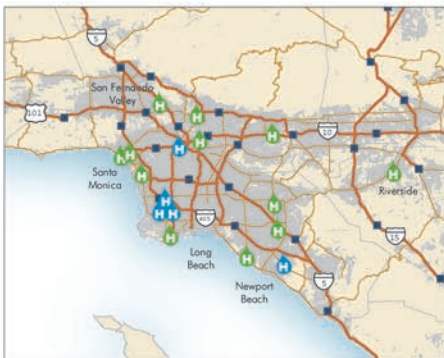 5
San Fernando
Valley
H
H
101
H
H
H
10
H
H
Santa
Monica
H
H
Riverside
H
H
H
H
H
405
H
15
Long
Beach
H
H
Newport
Beach
5